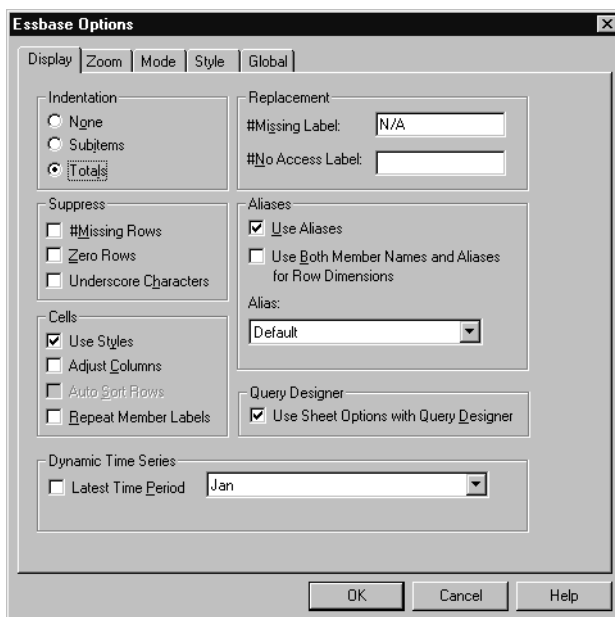 Essbase Options
Display Zoom Mode Style Global
Indentation
None
Subitems
Totals
Replacement
#Missing Label: N/A
#No Access Label:
Suppress
#Missing Rows
Zero Rows
Underscore Characters
Aliases
Use Aliases
Use Both Member Names and Aliases
for Row Dimensions
Alias:
Default
Cells
Use Styles
Adjust Columns
Auto Sort Rows
Repeat Member Labels
Query Designer
Use Sheet Options with Query Designer
Dynamic Time Series
Latest Time Period Jan
OK Cancel Help